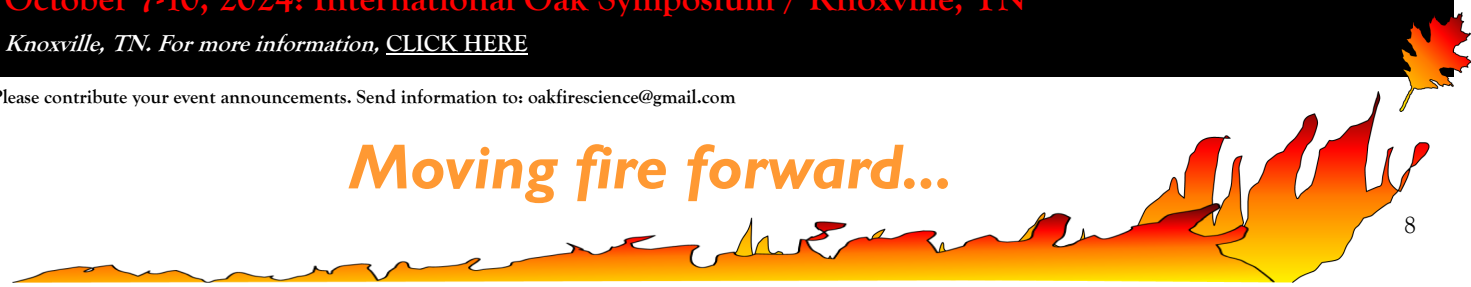 October 7-10, 2024: International Oak Symposium / Knoxville, TN
Knoxville, TN. For more information, CLICK HERE
Please contribute your event announcements. Send information to: oakfirescience@gmail.com
Moving fire forward...
8